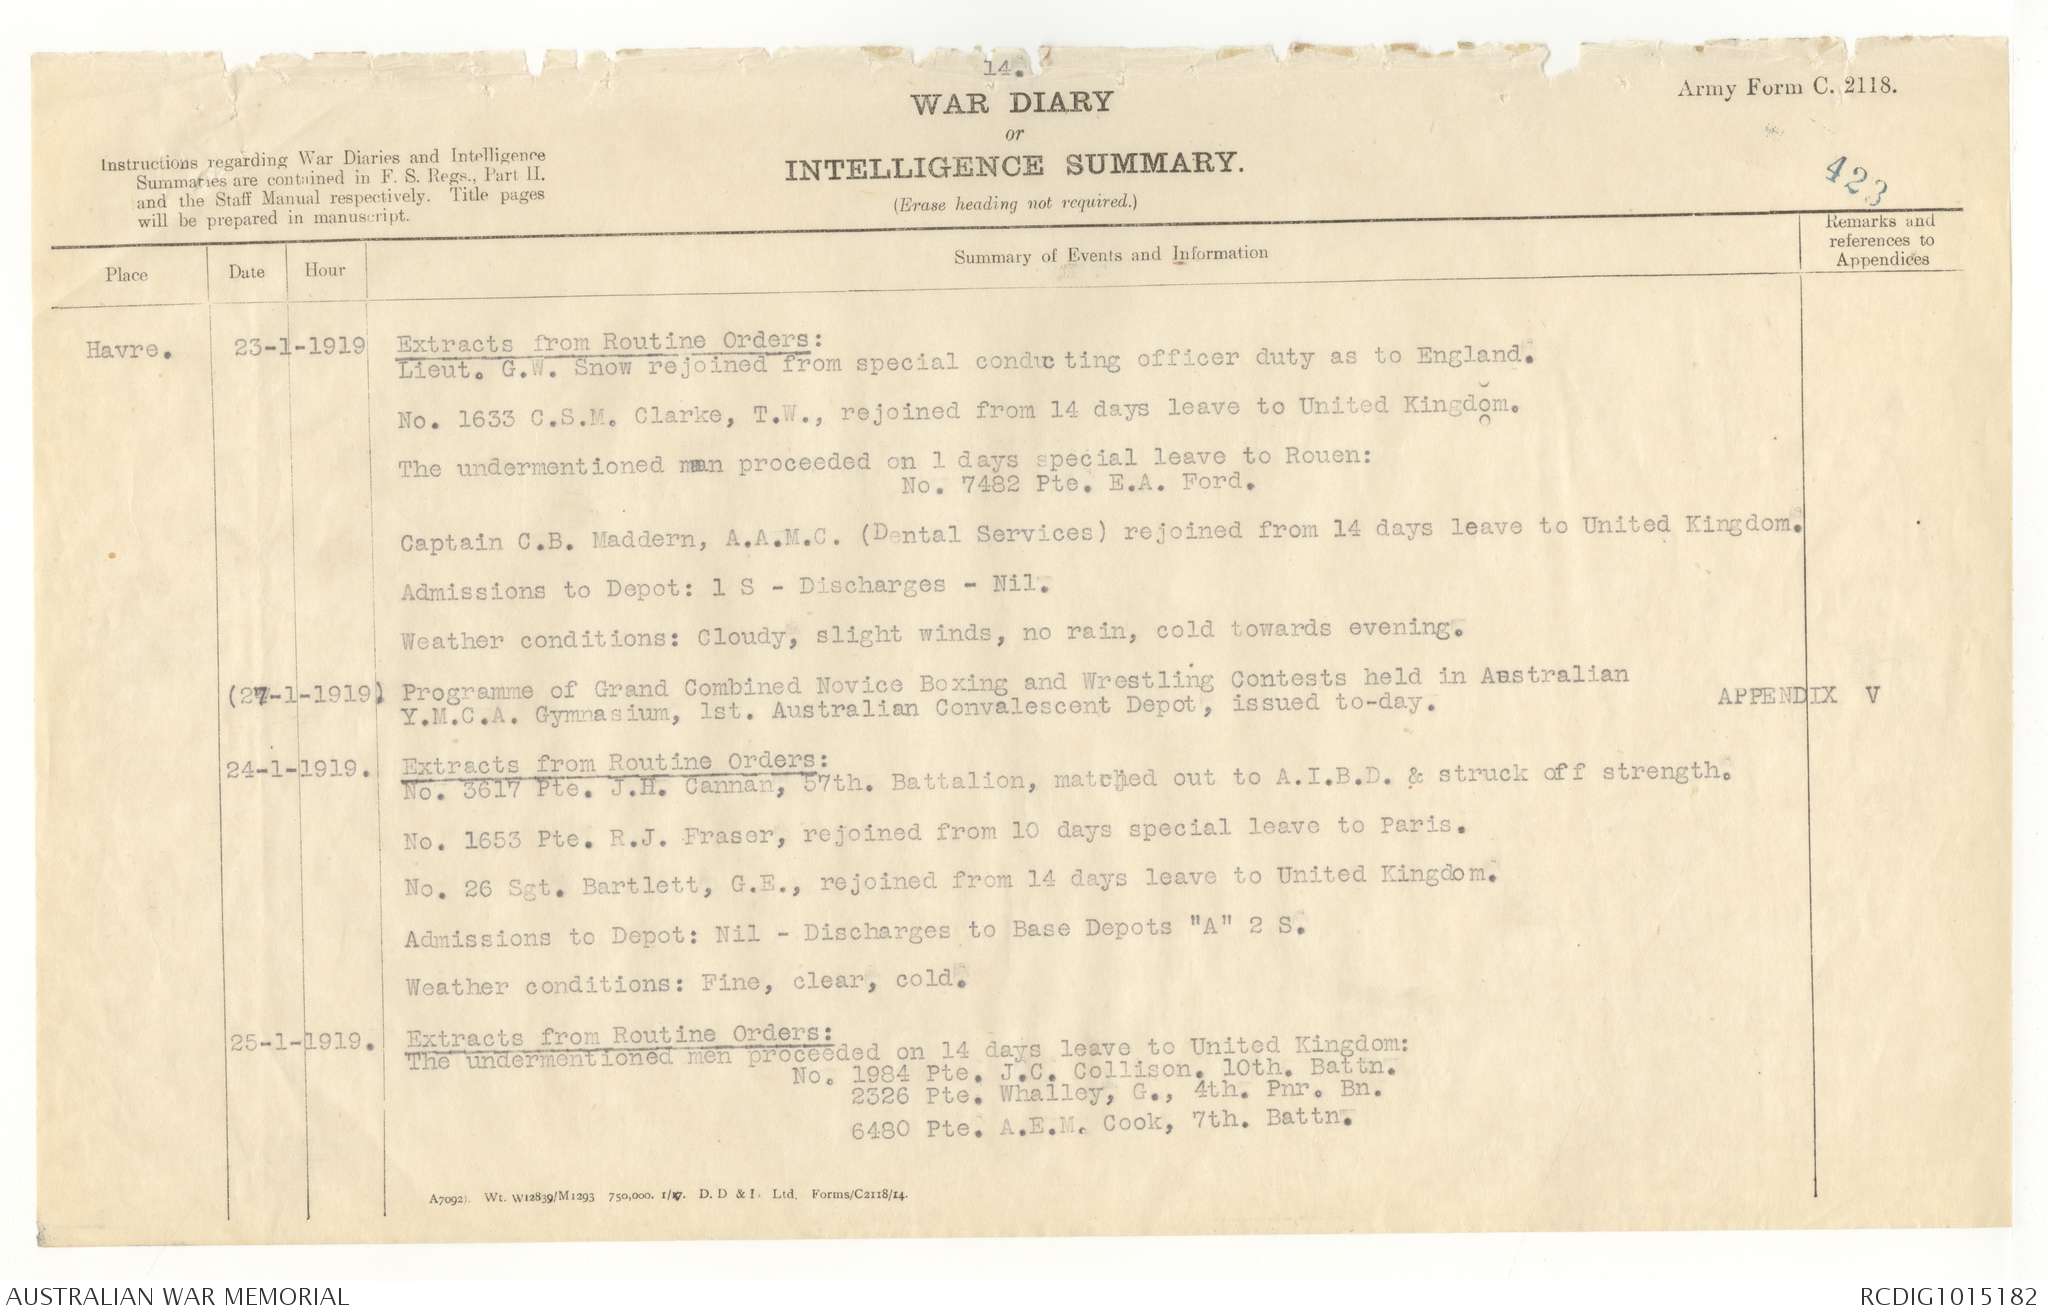 14.
WAR DIARY
or
INTELLIGENCE SUMMARY.
(Erase heading not required.)
Army Form C. 2118.
423
Instructions regarding War Diaries and Intelligence
Summaries are contained in F. S. Regs., Part II.
and the Staff Manual respectively. Title pages
will be prepared in manuscript.
Place
Date
Hour
Summary of Events and Information
Remarks and
references to
Appendices
Havre. 23-1-1919 Extracts from Routine Orders:
Lieut. G.W. Snow rejoined from special conducting officer duty as to England.
No. 1633 C.S.M. Clarke, T.W., rejoined from 14 days leave to United Kingdom.
The undermentioned man proceeded on 1 days special leave to Rouen:
No. 7482 Pte. E.A. Ford.
Captain C.B. Maddern, A.A.M.C. (Dental Services) rejoined from 14 days leave to United Kingdom.
Admissions to Depot: 1 S - Discharges - Nil.
Weather conditions: Cloudy, slight winds, no rain, cold towards evening.
(27-1-1919) Programme of Grand Combined Novice Boxing and Wrestling Contests held in Australian
Y.M.C.A. Gymnasium, 1st. Australian Convalescent Depot, issued to-day. APPENDIX V
24-1-1919. Extracts from Routine Orders:
No. 3617 Pte. J.H. Cannan, 57th. Battalion, matched out to A.I.B.D. & struck off strength.
No. 1653 Pte. R.J. Fraser, rejoined from 10 days special leave to Paris.
No. 26 Sgt. Bartlett, G.E., rejoined from 14 days leave to United Kingdom.
Admissions to Depot: Nil - Discharges to Base Depots "A" 2 S.
Weather conditions: Fine, clear, cold.
25-1-1919. Extracts from Routine Orders:
The undermentioned men proceeded on 14 days leave to United Kingdom:
No. 1984 Pte. J.C. Collison. 10th. Battn.
2326 Pte. Whalley, G., 4th. Pnr. Bn.
6480 Pte. A.E.M. Cook, 7th. Battn.
A7092). Wt. W12839/M1293 750,000. 1/17. D. D & L. Ltd. Forms/C2118/14.
AUSTRALIAN WAR MEMORIAL
RCDIG1015182